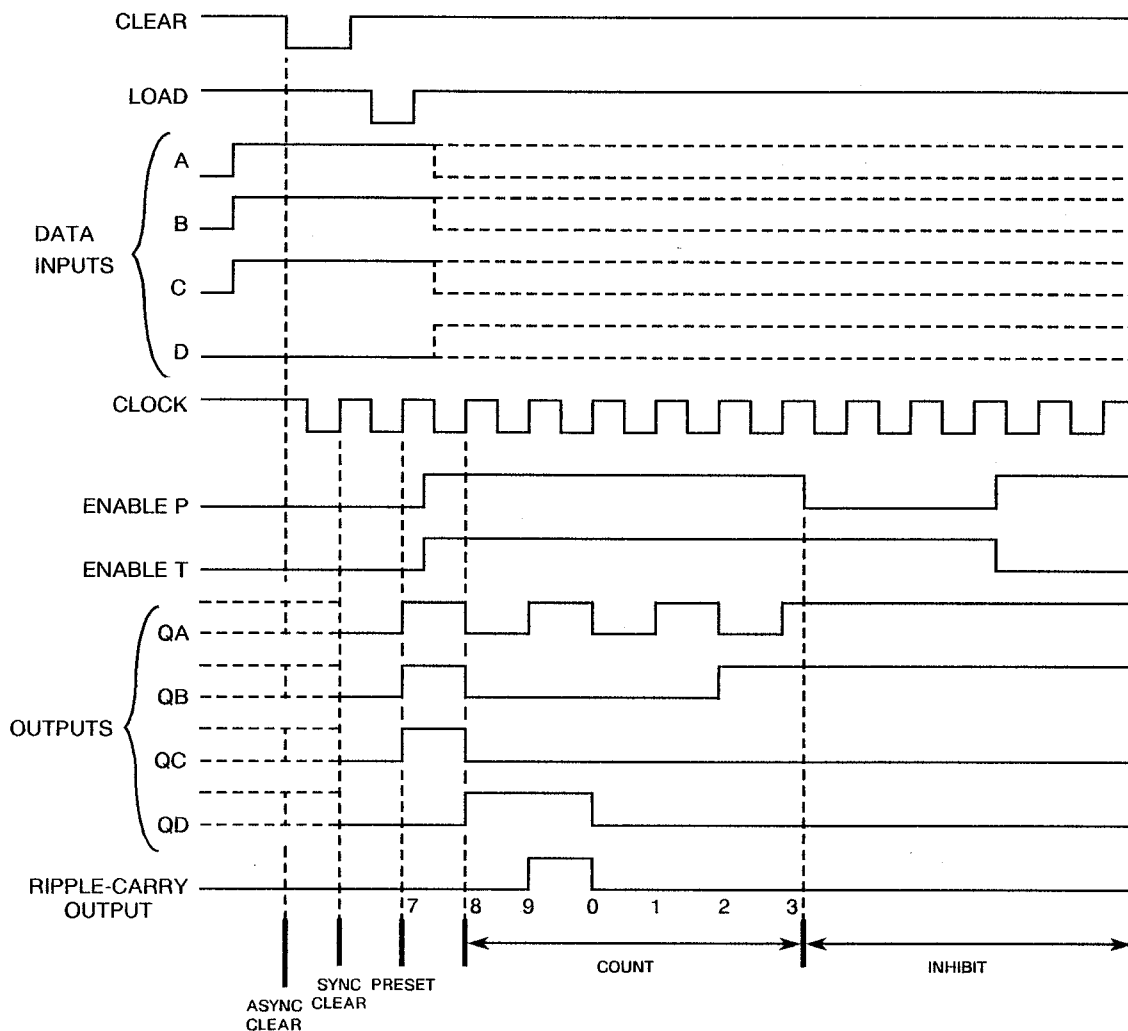 CLEAR
LOAD
A
B
DATA
INPUTS
C
D
CLOCK
ENABLE P
ENABLE T
QA
QB
OUTPUTS
QC
QD
RIPPLE-CARRY
OUTPUT
7 8 9 0 1 2 3
COUNT
INHIBIT
SYNC
CLEAR
PRESET
ASYNC
CLEAR